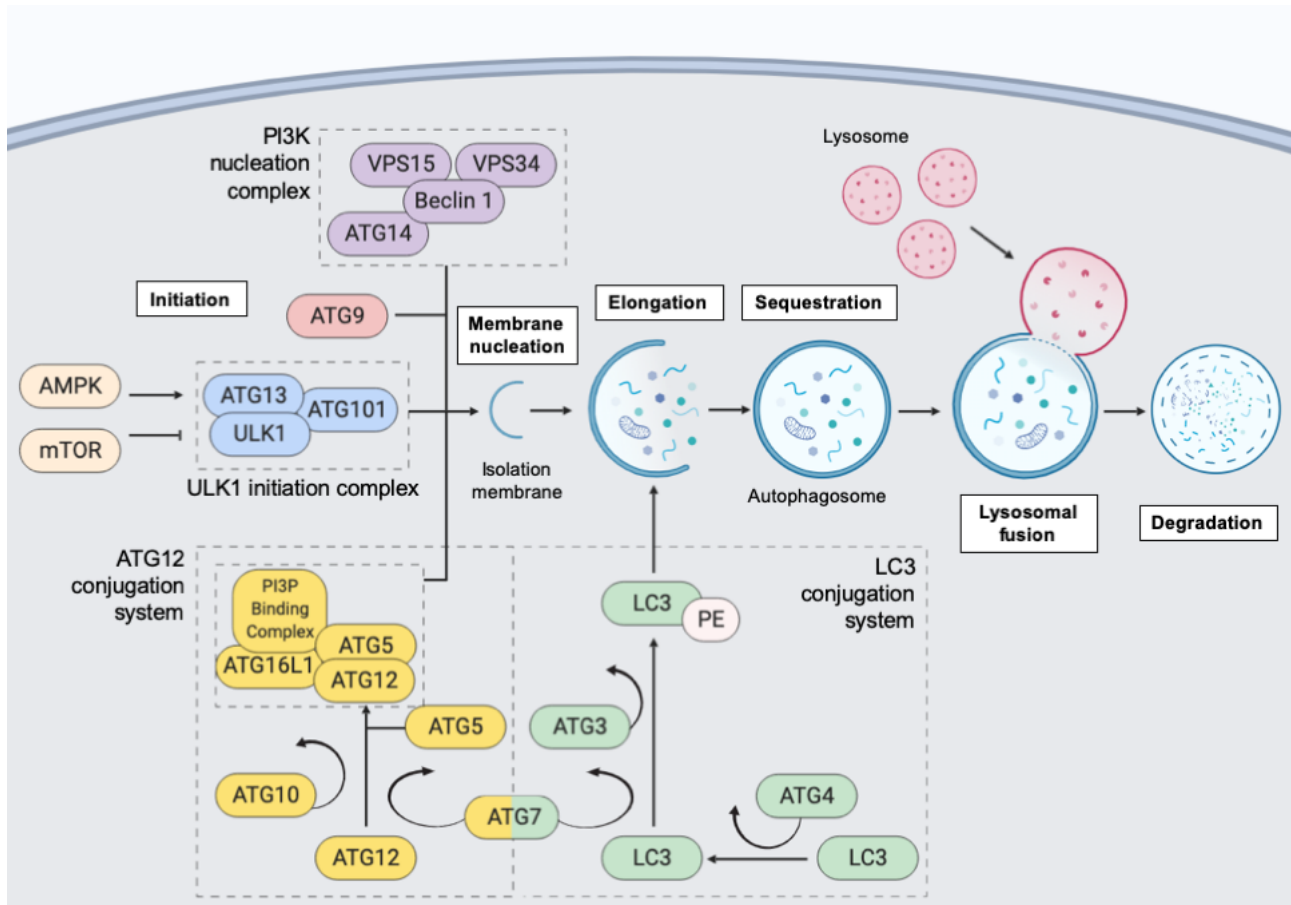 PI3K
nucleation
complex
VPS15
VPS34
Beclin 1
ATG14
Lysosome
Initiation
ATG9
Membrane
nucleation
Elongation
Sequestration
AMPK
mTOR
ATG13
ATG101
ULK1
ULK1 initiation complex
Isolation
membrane
Autophagosome
Lysosomal
fusion
Degradation
ATG12
conjugation
system
PI3P
Binding
Complex
ATG5
ATG16L1
ATG12
ATG5
ATG10
ATG7
ATG12
LC3
conjugation
system
LC3
PE
ATG3
ATG4
LC3
LC3